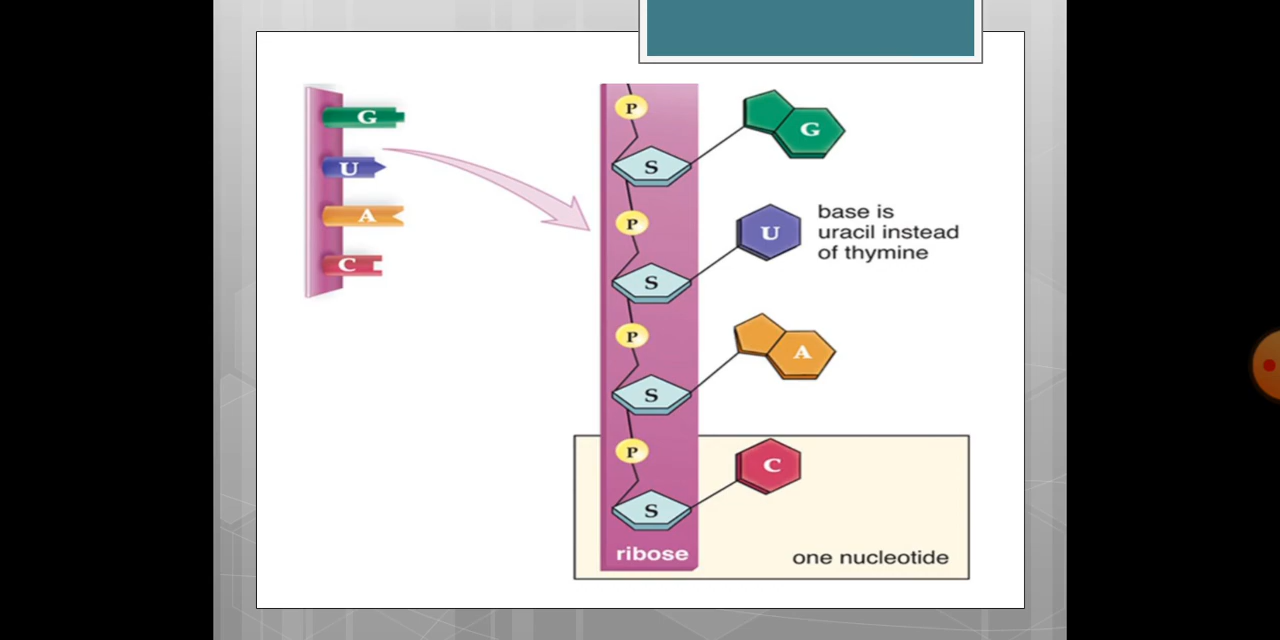 G
U
A
C
P
S
G
P
S
U
base is
uracil instead
of thymine
P
S
A
P
S
C
ribose
one nucleotide